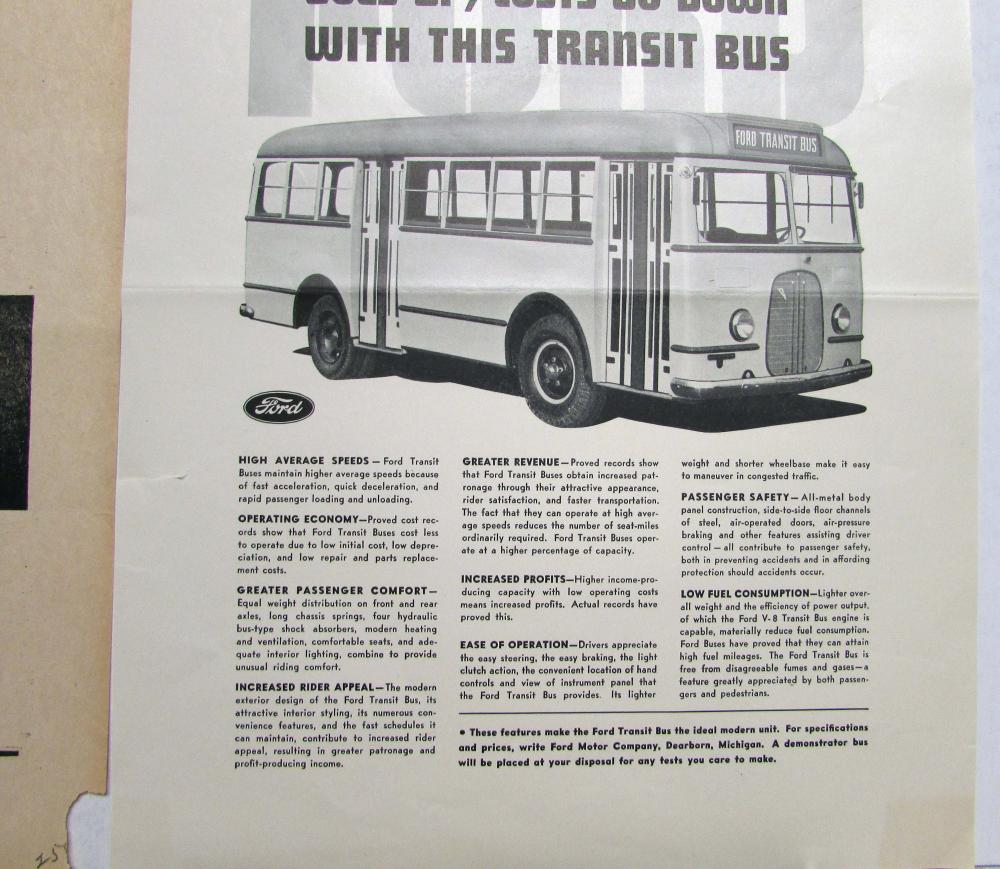 WITH THIS TRANSIT BUS
FORD TRANSIT BUS
Ford
HIGH AVERAGE SPEEDS — Ford Transit
Buses maintain higher average speeds because
of fast acceleration, quick deceleration, and
rapid passenger loading and unloading.
OPERATING ECONOMY—Proved cost rec-
ords show that Ford Transit Buses cost less
to operate due to low initial cost, low depre-
ciation, and low repair and parts replace-
ment costs.
GREATER PASSENGER COMFORT—
Equal weight distribution on front and rear
axles, long chassis springs, four hydraulic
bus-type shock absorbers, modern heating
and ventilation, comfortable seats, and ade-
quate interior lighting, combine to provide
unusual riding comfort.
INCREASED RIDER APPEAL—The modern
exterior design of the Ford Transit Bus, its
attractive interior styling, its numerous con-
venience features, and the fast schedules it
can maintain, contribute to increased rider
appeal, resulting in greater patronage and
profit-producing income.
GREATER REVENUE—Proved records show
that Ford Transit Buses obtain increased pat-
ronage through their attractive appearance,
rider satisfaction, and faster transportation.
The fact that they can operate at high aver-
age speeds reduces the number of seat-miles
ordinarily required. Ford Transit Buses oper-
ate at a higher percentage of capacity.
INCREASED PROFITS—Higher income-pro-
ducing capacity with low operating costs
means increased profits. Actual records have
proved this.
EASE OF OPERATION—Drivers appreciate
the easy steering, the easy braking, the light
clutch action, the convenient location of hand
controls and view of instrument panel that
the Ford Transit Bus provides. Its lighter
weight and shorter wheelbase make it easy
to maneuver in congested traffic.
PASSENGER SAFETY—All-metal body
panel construction, side-to-side floor channels
of steel, air-operated doors, air-pressure
braking and other features assisting driver
control — all contribute to passenger safety,
both in preventing accidents and in affording
protection should accidents occur.
LOW FUEL CONSUMPTION—Lighter over-
all weight and the efficiency of power output,
of which the Ford V-8 Transit Bus engine is
capable, materially reduce fuel consumption.
Ford Buses have proved that they can attain
high fuel mileages. The Ford Transit Bus is
free from disagreeable fumes and gases—a
feature greatly appreciated by both passen-
gers and pedestrians.
• These features make the Ford Transit Bus the ideal modern unit. For specifications
and prices, write Ford Motor Company, Dearborn, Michigan. A demonstrator bus
will be placed at your disposal for any tests you care to make.